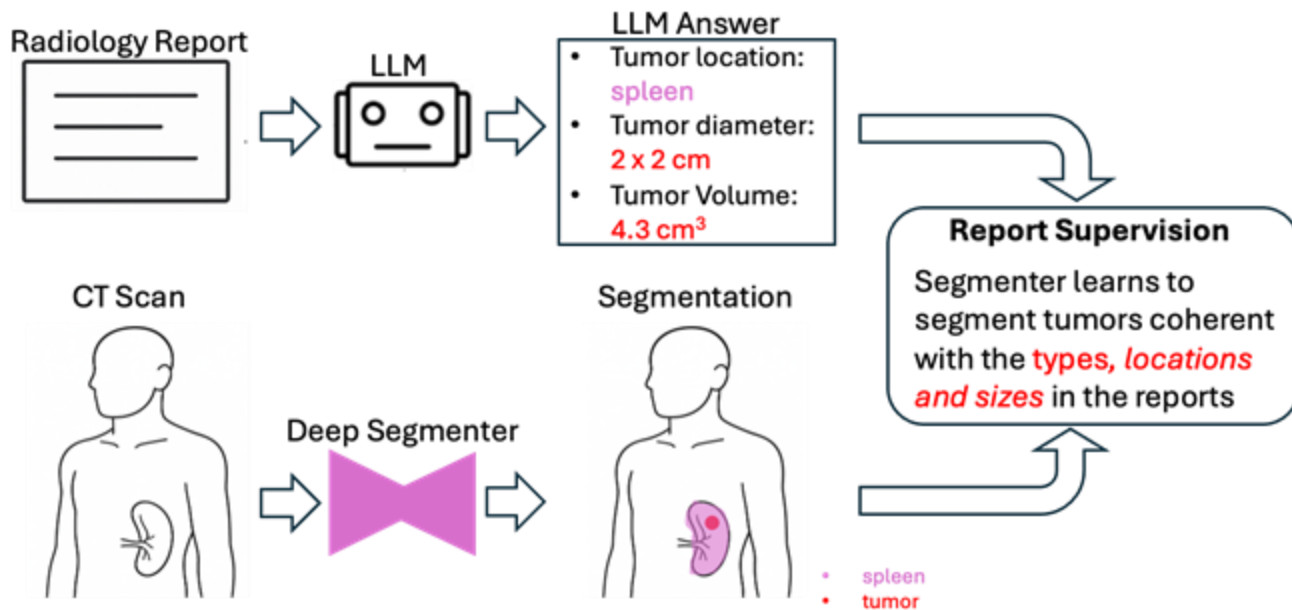 Radiology Report
LLM
LLM Answer
• Tumor location:
spleen
• Tumor diameter:
2 x 2 cm
• Tumor Volume:
4.3 cm³
Report Supervision
Segmenter learns to
segment tumors coherent
with the types, locations
and sizes in the reports
CT Scan
Deep Segmenter
Segmentation
• spleen
• tumor